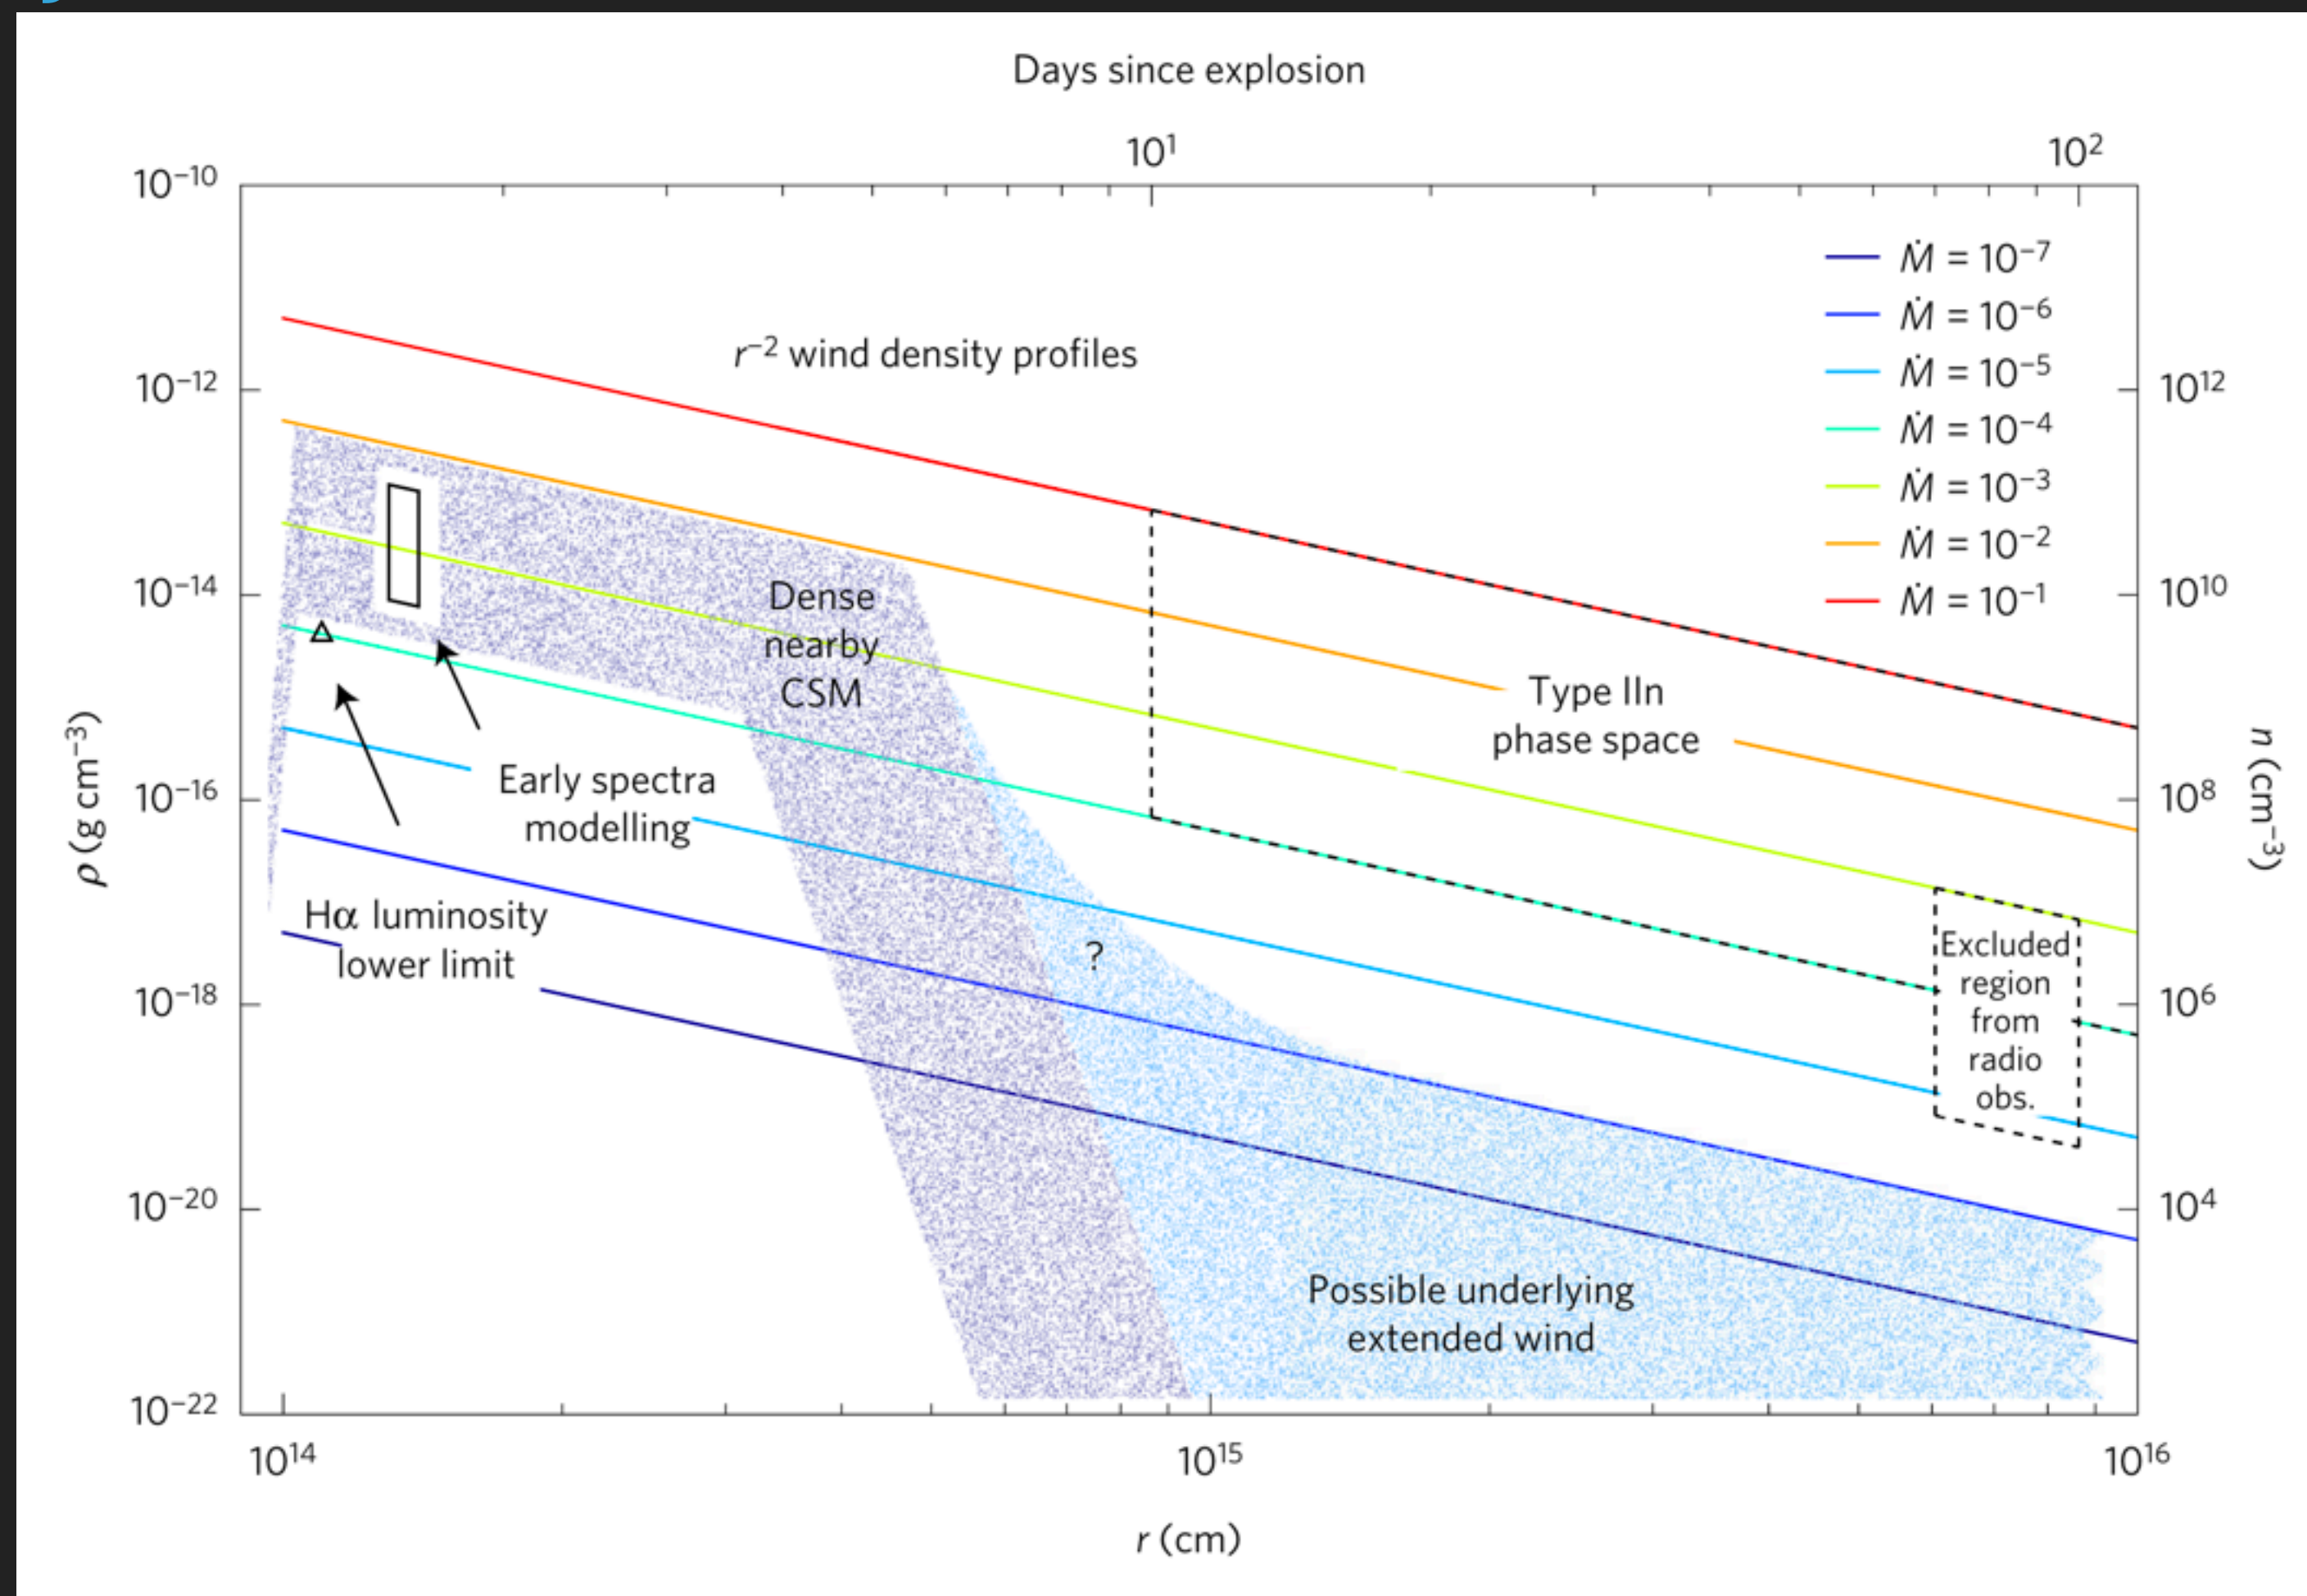 Days since explosion
10¹
10²
10⁻¹⁰
10⁻¹²
10⁻¹⁴
10⁻¹⁶
10⁻¹⁸
10⁻²⁰
10⁻²²
ρ (g cm⁻³)
r⁻² wind density profiles
Ṁ = 10⁻⁷
Ṁ = 10⁻⁶
Ṁ = 10⁻⁵
Ṁ = 10⁻⁴
Ṁ = 10⁻³
Ṁ = 10⁻²
Ṁ = 10⁻¹
Dense
nearby
CSM
Type IIn
phase space
Early spectra
modelling
Hα luminosity
lower limit
?
Excluded
region
from
radio
obs.
Possible underlying
extended wind
10¹²
10¹⁰
10⁸
10⁶
10⁴
n (cm⁻³)
10¹⁴
10¹⁵
10¹⁶
r (cm)